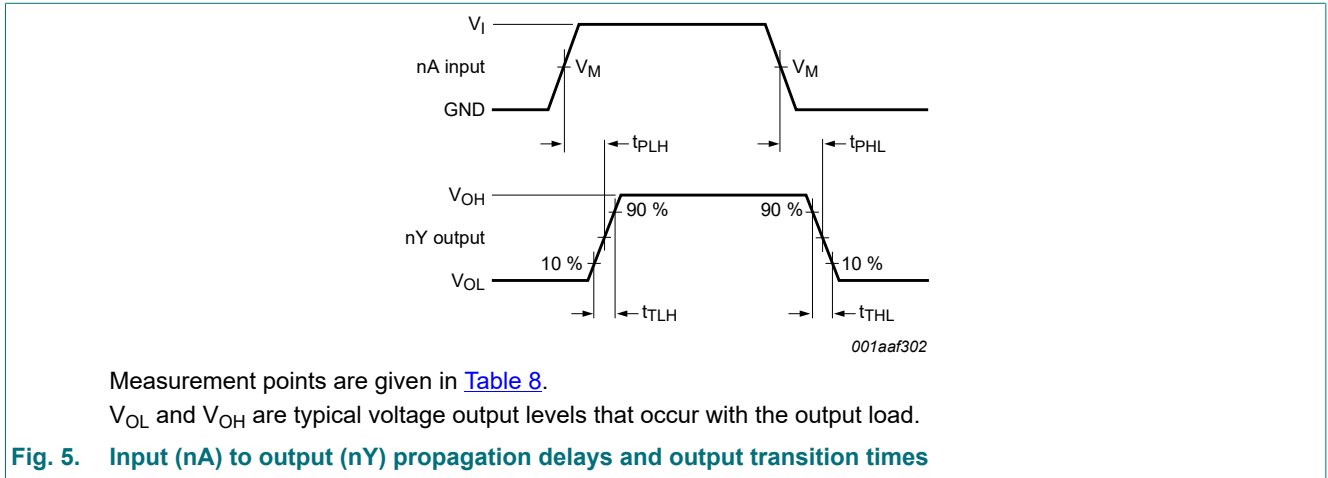 V_I
nA input
V_M
V_M
GND
t_PLH
t_PHL
V_OH
90 %
90 %
nY output
10 %
10 %
V_OL
t_TLH
t_THL
001aaf302
Measurement points are given in Table 8.
V_OL and V_OH are typical voltage output levels that occur with the output load.
Fig. 5. Input (nA) to output (nY) propagation delays and output transition times